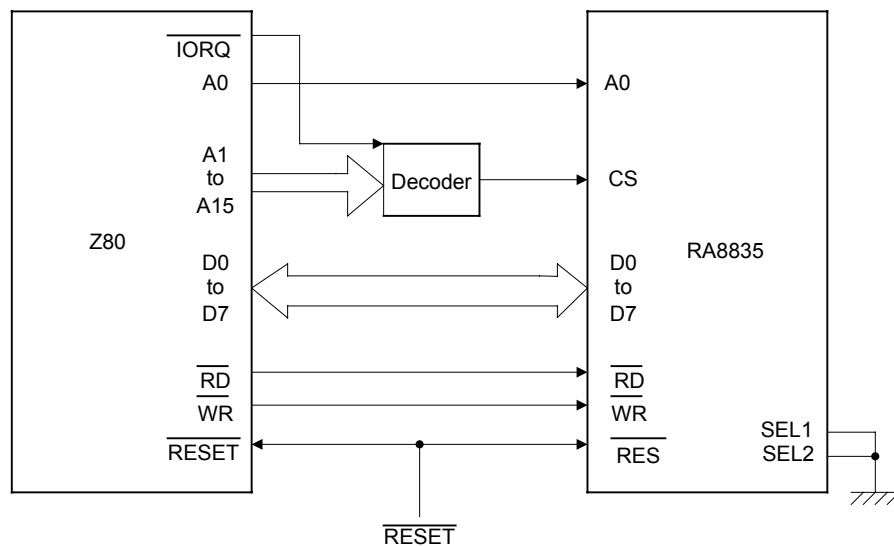 IORQ
A0
A1
to
A15
Z80
D0
to
D7
RD
WR
RESET
Decoder
A0
CS
RA8835
D0
to
D7
RD
WR
RES
SEL1
SEL2
RESET